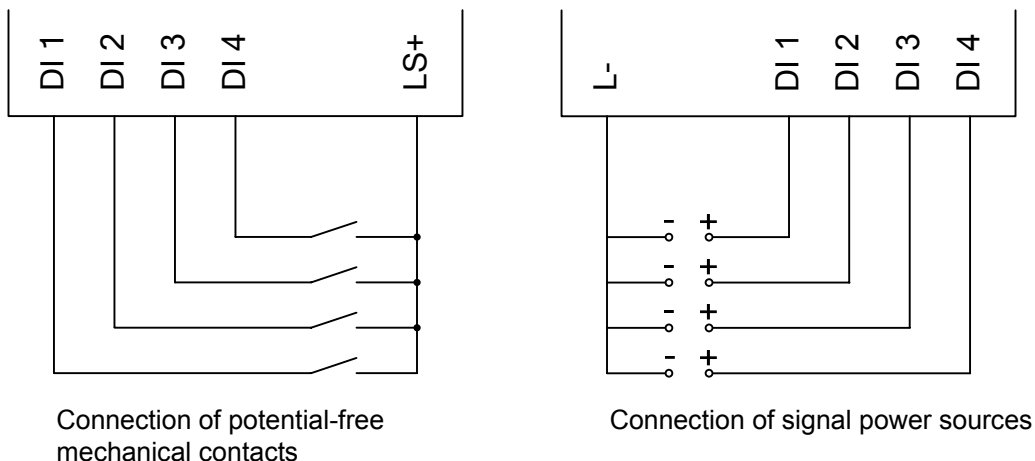 DI 1
DI 2
DI 3
DI 4
LS+
L-
DI 1
DI 2
DI 3
DI 4
- +
- +
- +
- +
Connection of potential-free
mechanical contacts
Connection of signal power sources